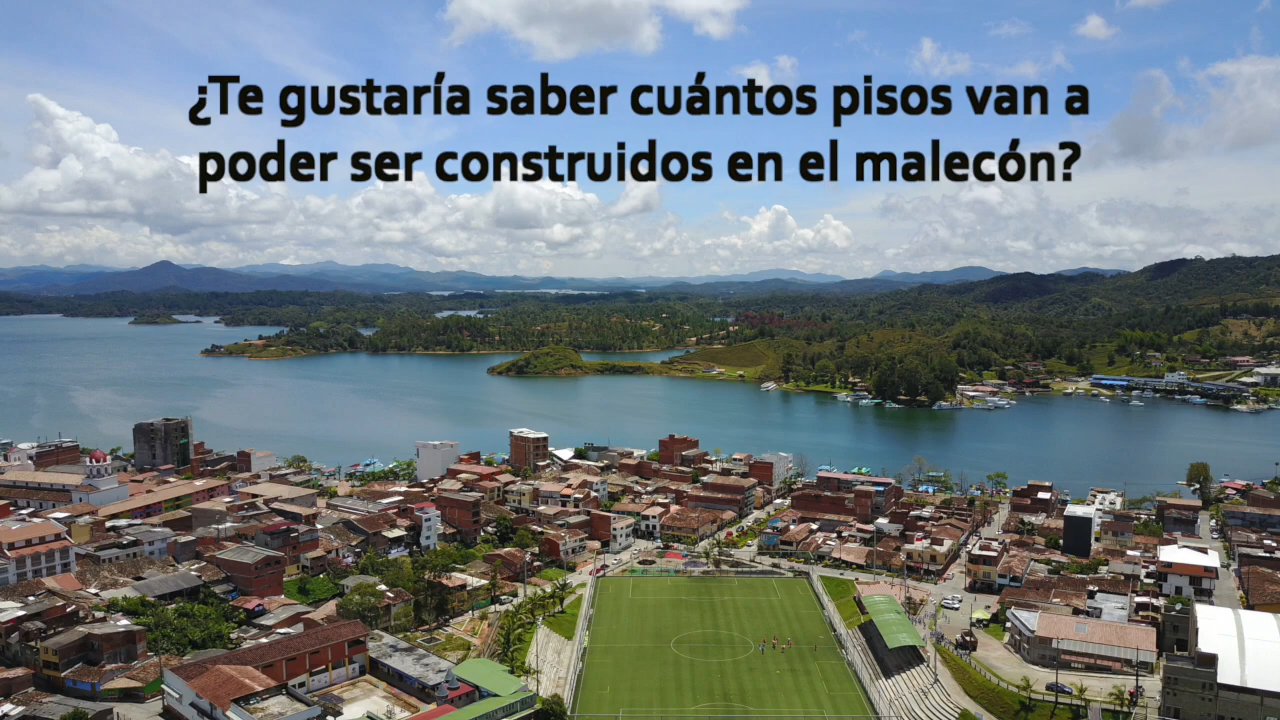 ¿Te gustaría saber cuántos pisos van a
poder ser construidos en el malecón?